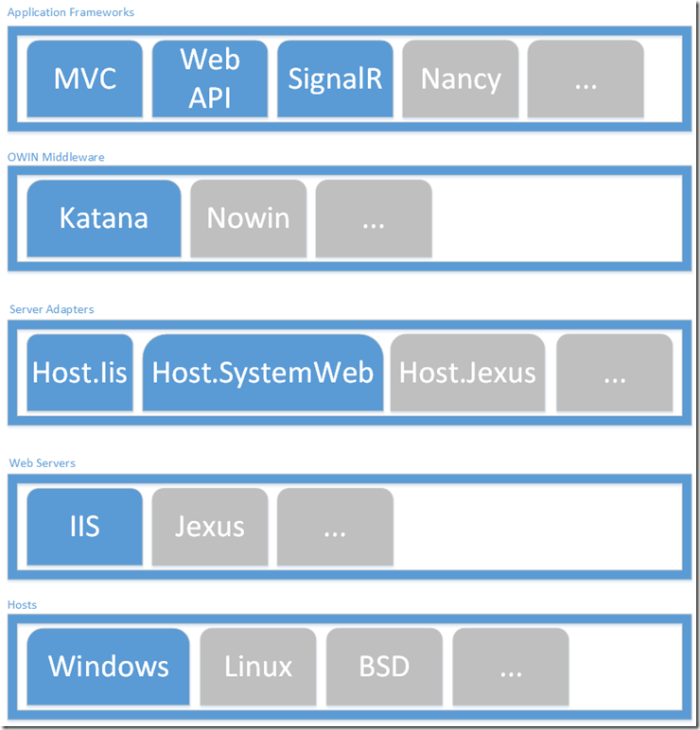 Application Frameworks
MVC
Web
API
SignalR
Nancy
...
OWIN Middleware
Katana
Nowin
...
Server Adapters
Host.Iis
Host.SystemWeb
Host.Jexus
...
Web Servers
IIS
Jexus
...
Hosts
Windows
Linux
BSD
...